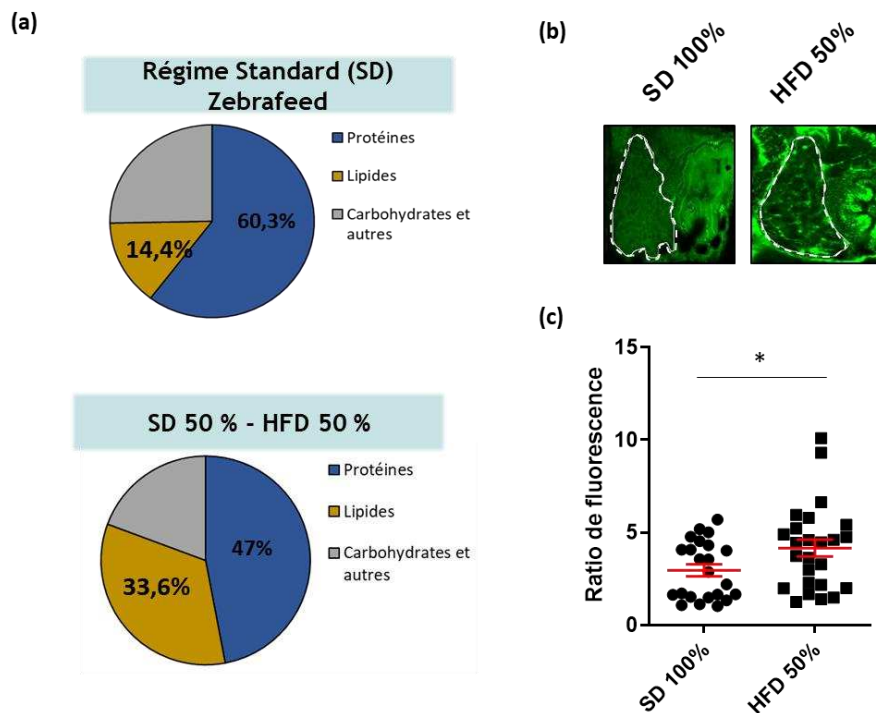 (a)
Régime Standard (SD)
Zebrafeed
60,3%
14,4%
Protéines
Lipides
Carbohydrates et
autres
SD 50 % - HFD 50 %
47%
33,6%
Protéines
Lipides
Carbohydrates et
autres
(b)
SD 100%
HFD 50%
(c)
Ratio de fluorescence
15
10
5
0
*
SD 100%
HFD 50%